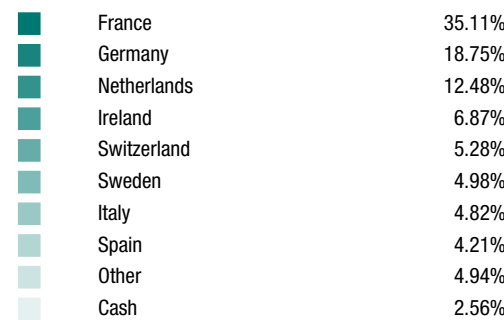 France 35.11%
Germany 18.75%
Netherlands 12.48%
Ireland 6.87%
Switzerland 5.28%
Sweden 4.98%
Italy 4.82%
Spain 4.21%
Other 4.94%
Cash 2.56%